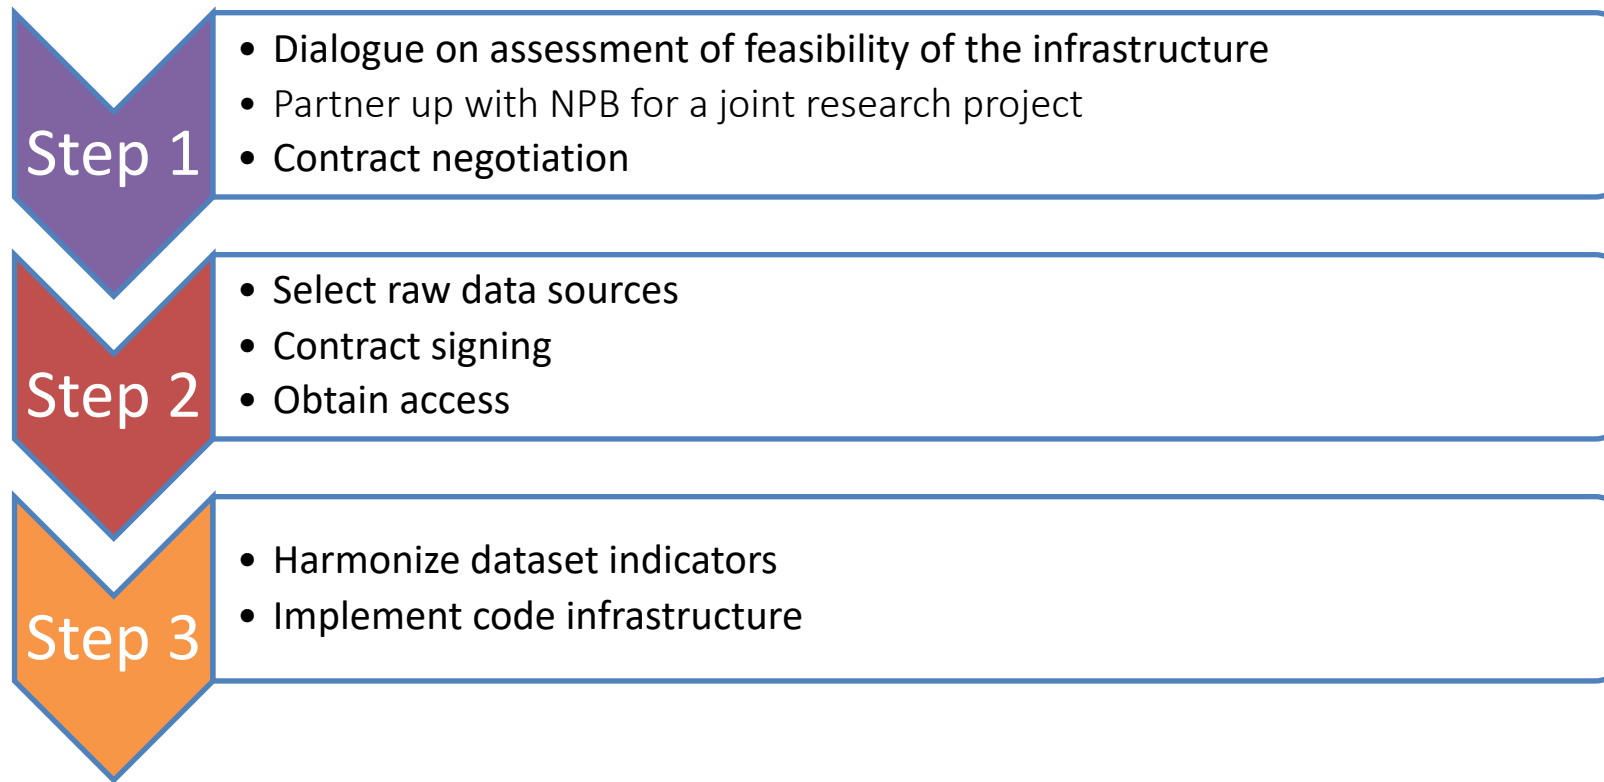 Step 1
• Dialogue on assessment of feasibility of the infrastructure
• Partner up with NPB for a joint research project
• Contract negotiation
Step 2
• Select raw data sources
• Contract signing
• Obtain access
Step 3
• Harmonize dataset indicators
• Implement code infrastructure